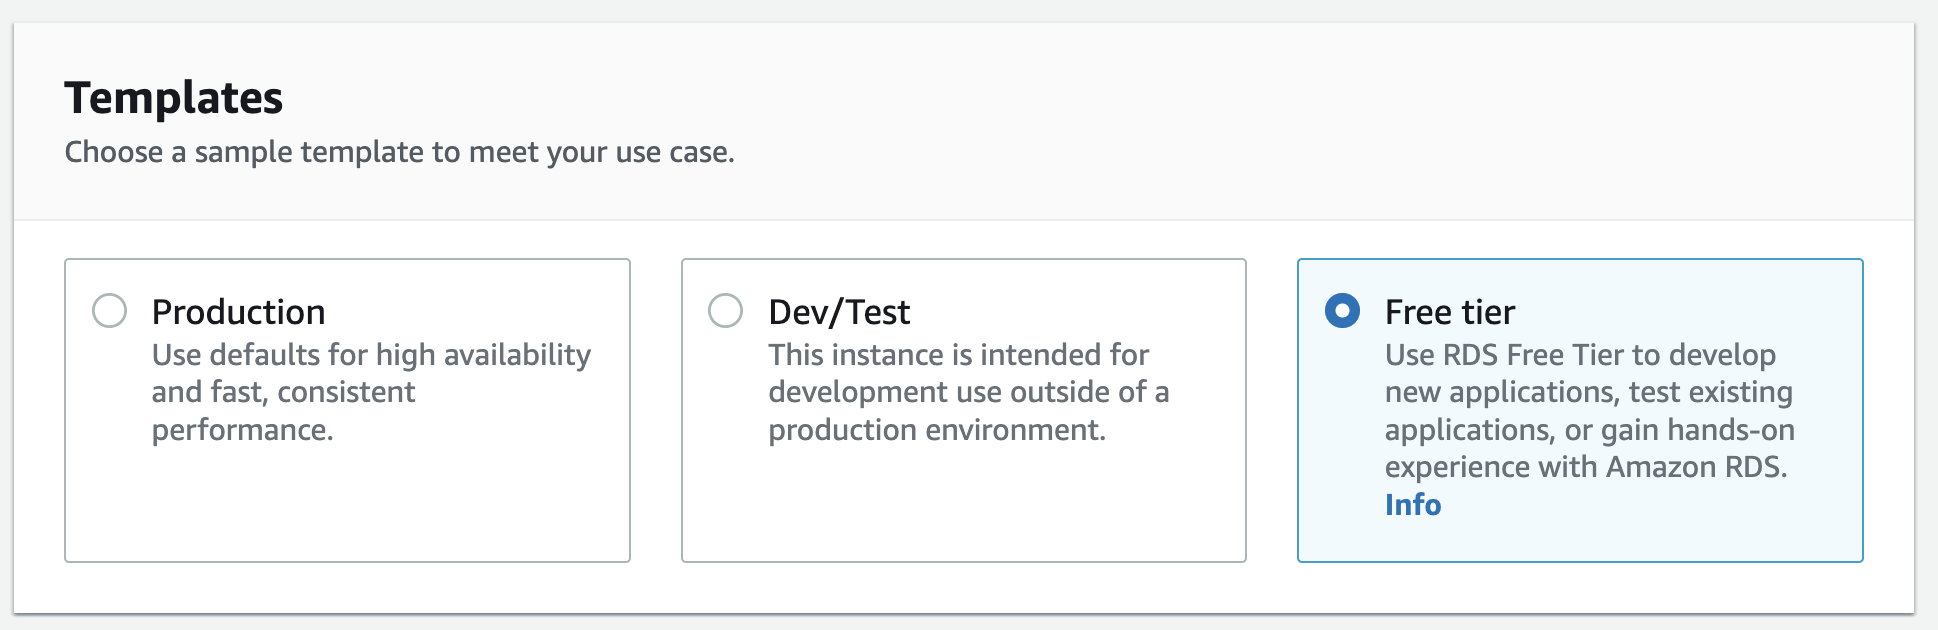 Templates
Choose a sample template to meet your use case.
Production
Use defaults for high availability
and fast, consistent
performance.
Dev/Test
This instance is intended for
development use outside of a
production environment.
Free tier
Use RDS Free Tier to develop
new applications, test existing
applications, or gain hands-on
experience with Amazon RDS.
Info